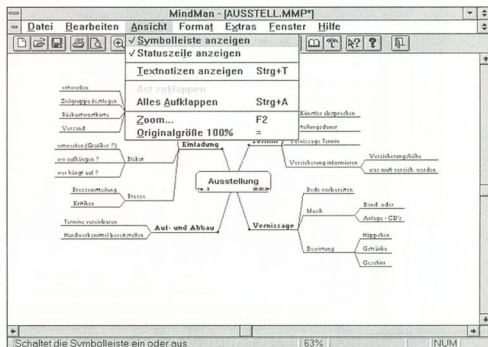 MindMan - [AUSSTELL.MMP*]
Datei Bearbeiten Ansicht Format Extras Fenster Hilfe
✓ Symbolleiste anzeigen
✓ Statuszeile anzeigen
Textnotizen anzeigen Strg+T
Ast zuklappen
Alles Aufklappen Strg+A
Zoom... F2
Originalgröße 100% =
entwerfen
Zielgruppe festlegen
Rückantwortkarte
Versand
Einladung
entwerfen (Grafiker ?)
wo aufhängen ?
wer hängt auf ?
Plakat
Pressemitteilung
Kritiken
Presse
Termine vereinbaren
Handwerksmittel bereitstellen
Auf- und Abbau
Ausstellung
Termin
Künstler absprechen
Vernissage Termin
Versicherung informieren
Versicherungshöhe
was muß versich. werden
Vernissage
Rede vorbereiten
Musik
Band oder
Anlage + CD's
Bewirtung
Häppchen
Getränke
Geschirr
Schaltet die Symbolleiste ein oder aus 63% NUM